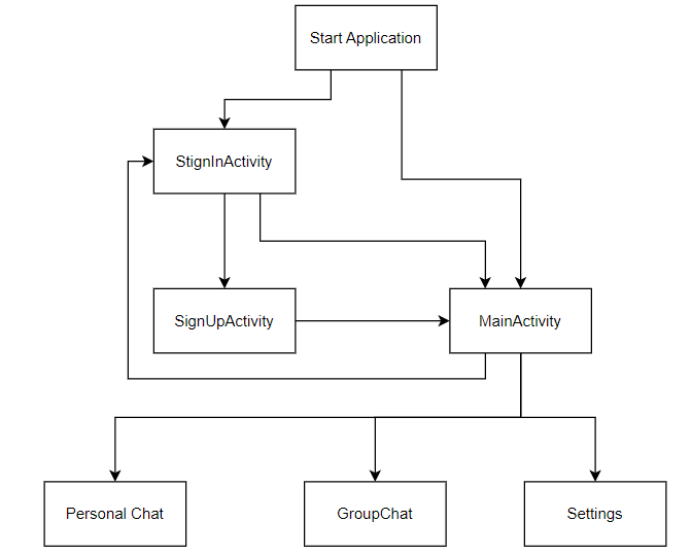 Start Application
StignInActivity
SignUpActivity
MainActivity
Personal Chat
GroupChat
Settings